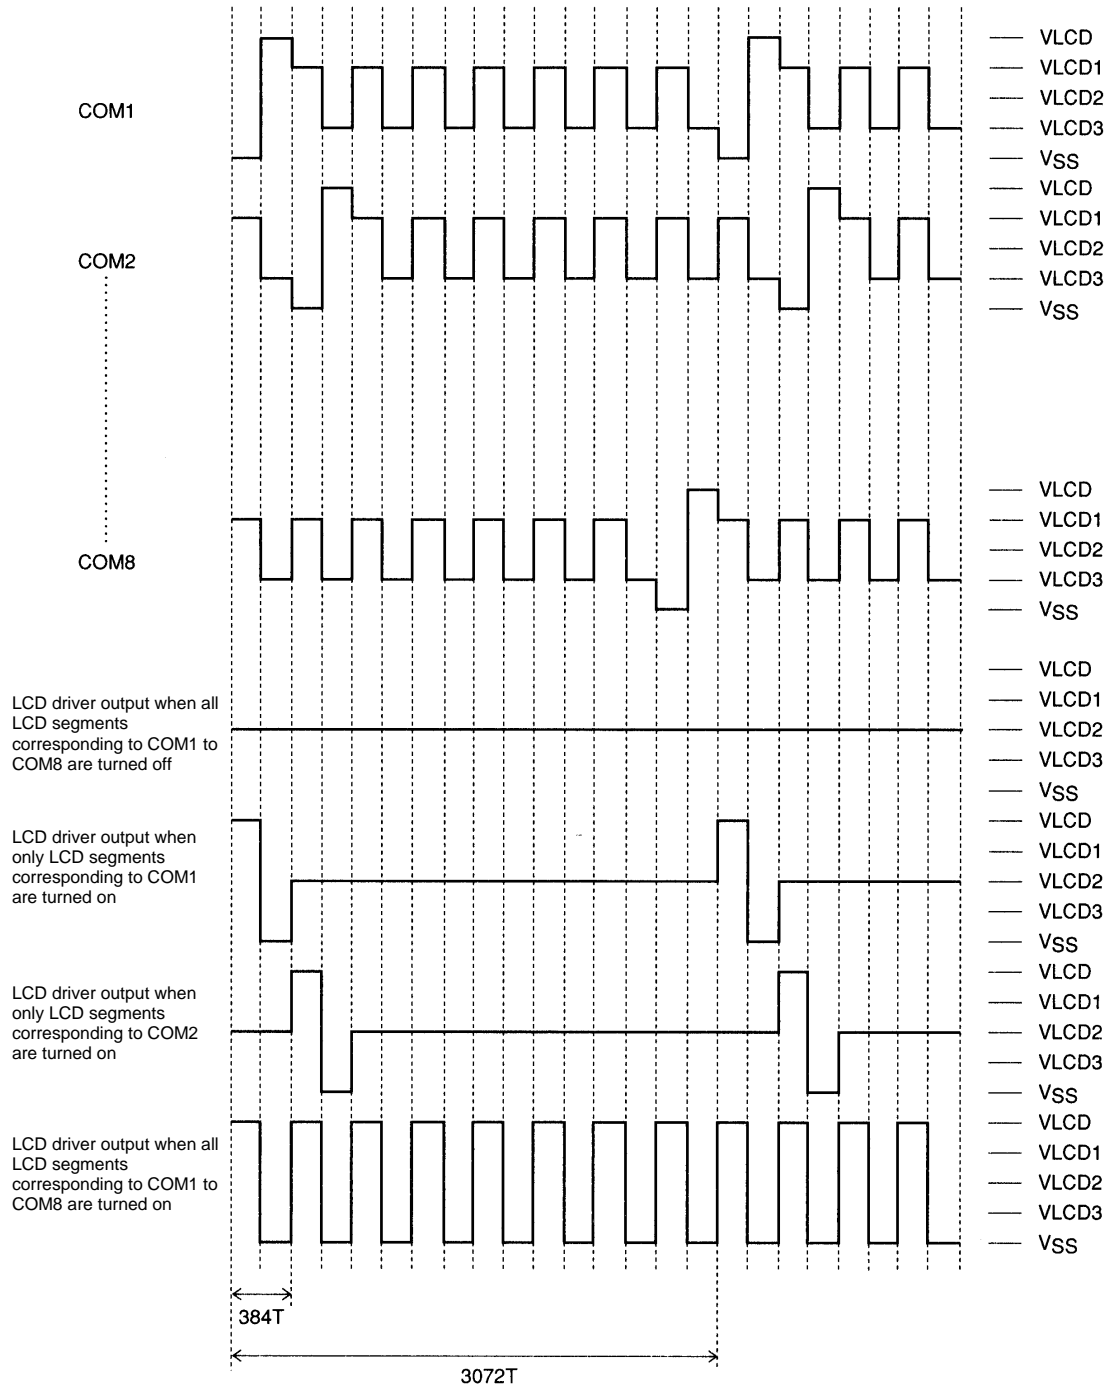 VLCD
VLCD1
COM1
VLCD2
VLCD3
VSS
VLCD
VLCD1
COM2
VLCD2
VLCD3
VSS
VLCD
VLCD1
VLCD2
COM8
VLCD3
VSS
VLCD
LCD driver output when all
LCD segments
corresponding to COM1 to
COM8 are turned off
VLCD1
VLCD2
VLCD3
VSS
VLCD
LCD driver output when
only LCD segments
corresponding to COM1
are turned on
VLCD1
VLCD2
VLCD3
VSS
VLCD
LCD driver output when
only LCD segments
corresponding to COM2
are turned on
VLCD1
VLCD2
VLCD3
VSS
VLCD
LCD driver output when all
LCD segments
corresponding to COM1 to
COM8 are turned on
VLCD1
VLCD2
VLCD3
VSS
384T
3072T